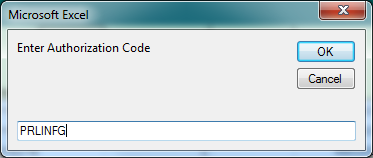 Microsoft Excel
Enter Authorization Code
OK
Cancel
PRLINFG